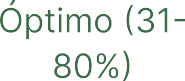 Óptimo (31-
80%)